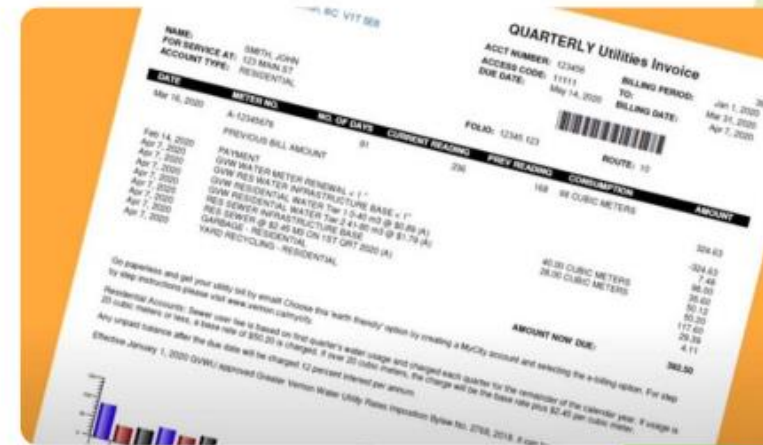 BC V1T 5E6
QUARTERLY Utilities Invoice
NAME: SMITH, JOHN
FOR SERVICE AT: 123 MAIN ST
ACCOUNT TYPE: RESIDENTIAL
ACCT NUMBER: 123456
ACCESS CODE: 11111
DUE DATE: May 14, 2020
BILLING PERIOD: Jan 1, 2020
TO: Mar 31, 2020
BILLING DATE: Apr 7, 2020
FOLIO: 12345 123
ROUTE: 10
DATE METER NO. NO. OF DAYS CURRENT READING PREV READING CONSUMPTION AMOUNT
Mar 16, 2020 A-12345678 91 236 168 68 CUBIC METERS
PREVIOUS BILL AMOUNT 324.63
Feb 14, 2020 PAYMENT -324.63
Apr 7, 2020 GVW WATER METER RENEWAL < 1" 7.48
Apr 7, 2020 GVW RES WATER INFRASTRUCTURE BASE < 1" 98.00
Apr 7, 2020 GVW RESIDENTIAL WATER Tier 1 0-40 m3 @ $0.89 (A) 40.00 CUBIC METERS 35.60
Apr 7, 2020 GVW RESIDENTIAL WATER Tier 2 41-80 m3 @ $1.79 (A) 28.00 CUBIC METERS 50.12
Apr 7, 2020 RES SEWER INFRASTRUCTURE BASE 50.20
Apr 7, 2020 RES SEWER @ $2.45 M3 ON 1ST QRT 2020 (A) 117.60
Apr 7, 2020 GARBAGE - RESIDENTIAL 29.39
Apr 7, 2020 YARD RECYCLING - RESIDENTIAL 4.11
AMOUNT NOW DUE: 392.50
Go paperless and get your utility bill by email! Choose this 'earth friendly' option by creating a MyCity account and selecting the e-billing option. For step
by step instructions please visit www.vernon.ca/mycity.
Residential Accounts: Sewer user fee is based on first quarter's water usage and charged each quarter for the remainder of the calendar year. If usage is
20 cubic meters or less, a base rate of $50.20 is charged. If over 20 cubic meters, the charge will be the base rate plus $2.45 per cubic meter.
Any unpaid balance after the due date will be charged 12 percent interest per annum.
Effective January 1, 2020 GVWU approved Greater Vernon Water Utility Rates Imposition Bylaw No. 2768, 2018. It can